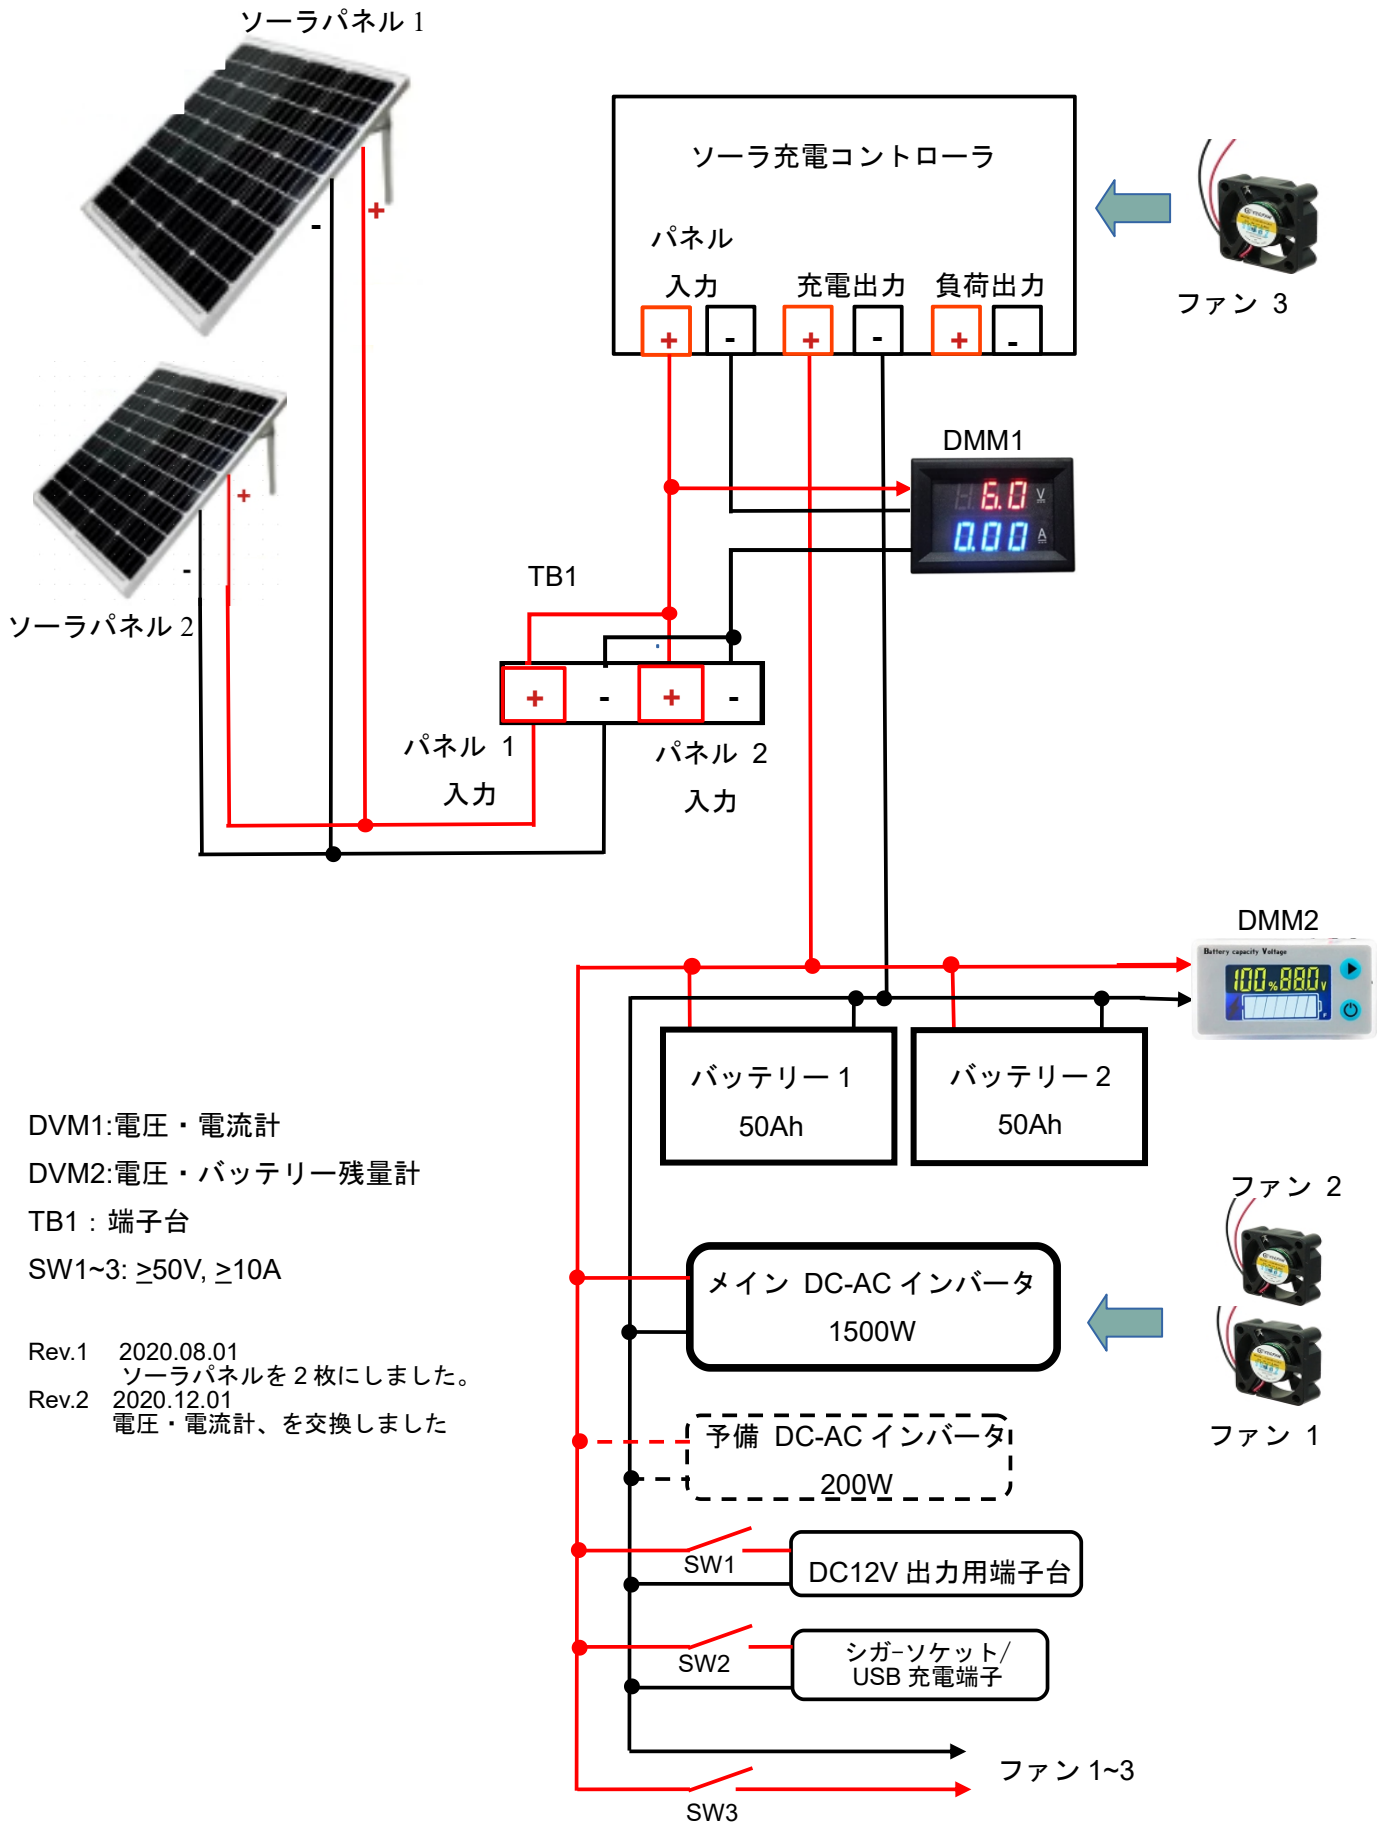 ソーラパネル 1
ソーラ充電コントローラ
パネル
入力
充電出力
負荷出力
+
-
+
-
+
-
+
-
ファン 3
DMM1
6.0 V
0.00 A
+
-
ソーラパネル 2
TB1
+
-
+
-
パネル 1
入力
パネル 2
入力
DMM2
Battery capacity Voltage
100 % 88.0 V
バッテリー 1
50Ah
バッテリー 2
50Ah
DVM1:電圧・電流計
DVM2:電圧・バッテリー残量計
TB1：端子台
SW1~3: ≥50V, ≥10A
Rev.1 2020.08.01
ソーラパネルを 2 枚にしました。
Rev.2 2020.12.01
電圧・電流計、を交換しました
メイン DC-AC インバータ
1500W
ファン 2
ファン 1
予備 DC-AC インバータ
200W
SW1
DC12V 出力用端子台
SW2
シガーソケット/
USB 充電端子
ファン 1~3
SW3